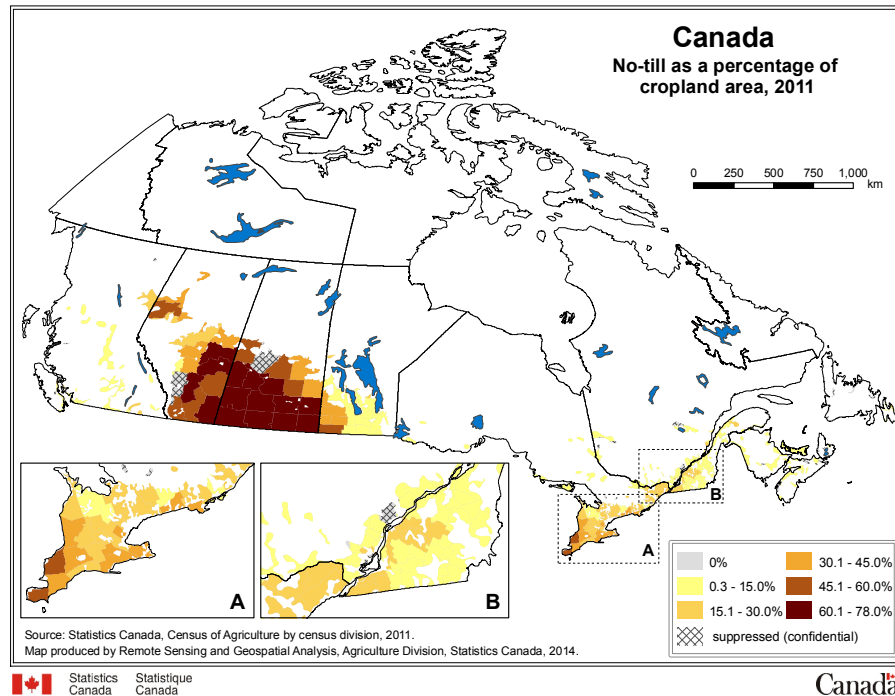 Canada
No-till as a percentage of
cropland area, 2011
0 250 500 750 1,000
km
B
A
A
B
0%
0.3 - 15.0%
15.1 - 30.0%
30.1 - 45.0%
45.1 - 60.0%
60.1 - 78.0%
suppressed (confidential)
Source: Statistics Canada, Census of Agriculture by census division, 2011.
Map produced by Remote Sensing and Geospatial Analysis, Agriculture Division, Statistics Canada, 2014.
Statistics Statistique
Canada Canada
Canada